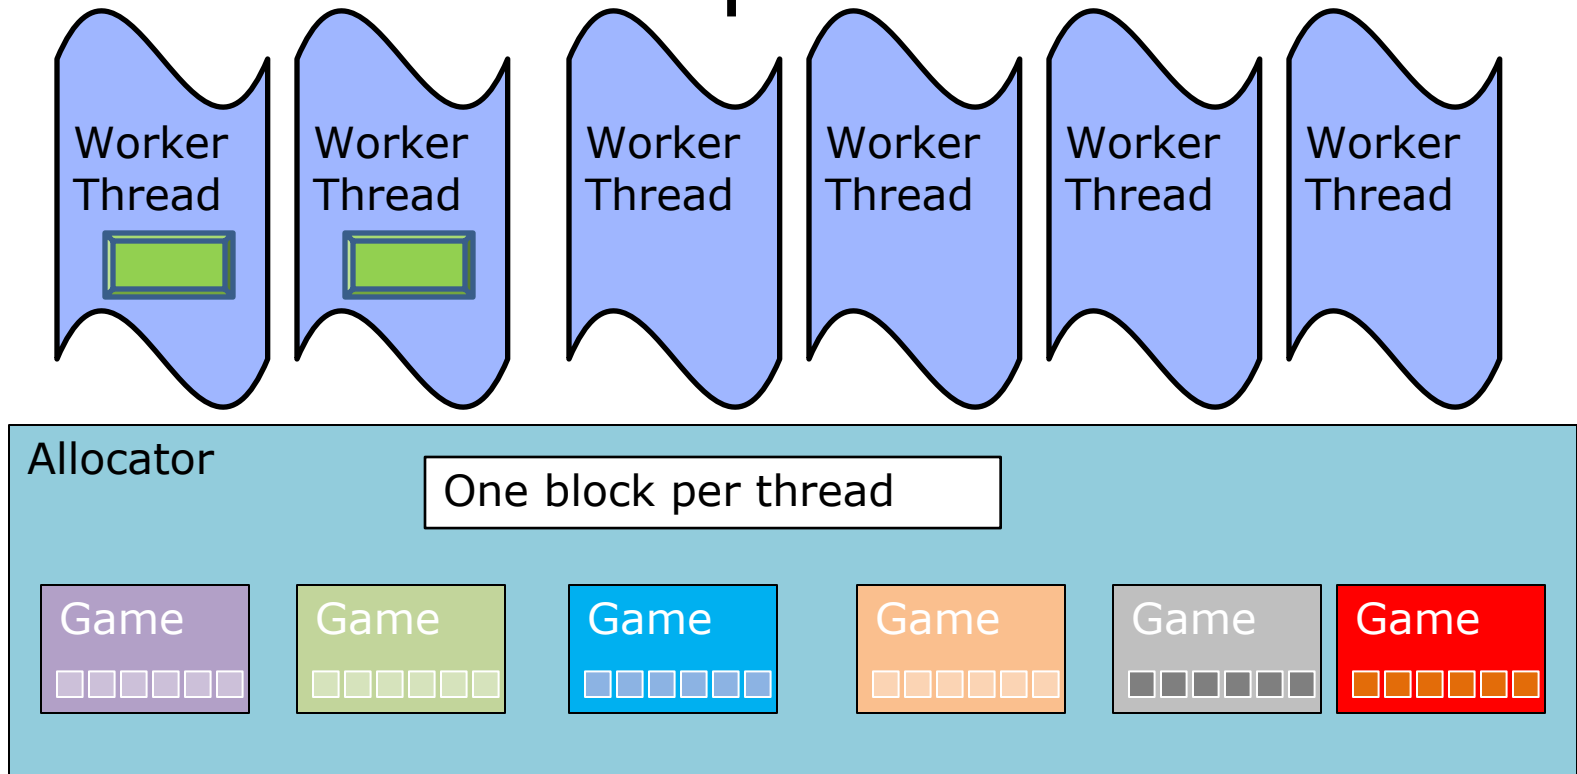 Worker
Thread
Worker
Thread
Worker
Thread
Worker
Thread
Worker
Thread
Worker
Thread
Allocator
One block per thread
Game
Game
Game
Game
Game
Game